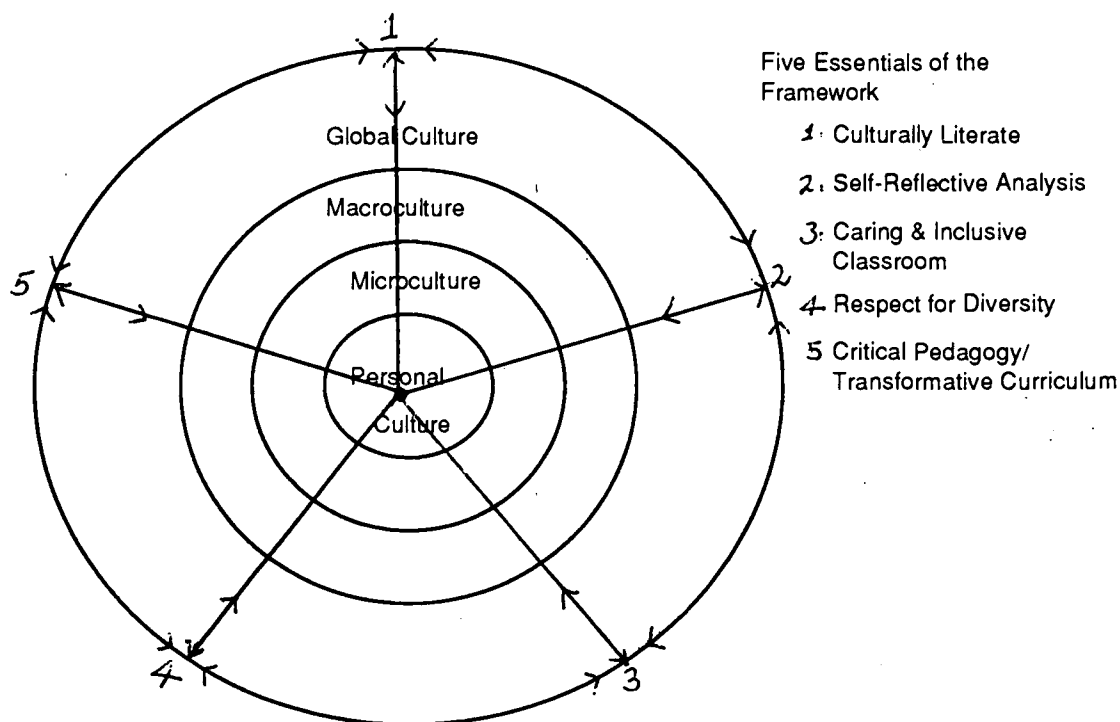 1
Five Essentials of the
Framework
1. Culturally Literate
2. Self-Reflective Analysis
3. Caring & Inclusive
Classroom
4 Respect for Diversity
5 Critical Pedagogy/
Transformative Curriculum
Global Culture
Macroculture
Microculture
5
2
Personal
Culture
4
3